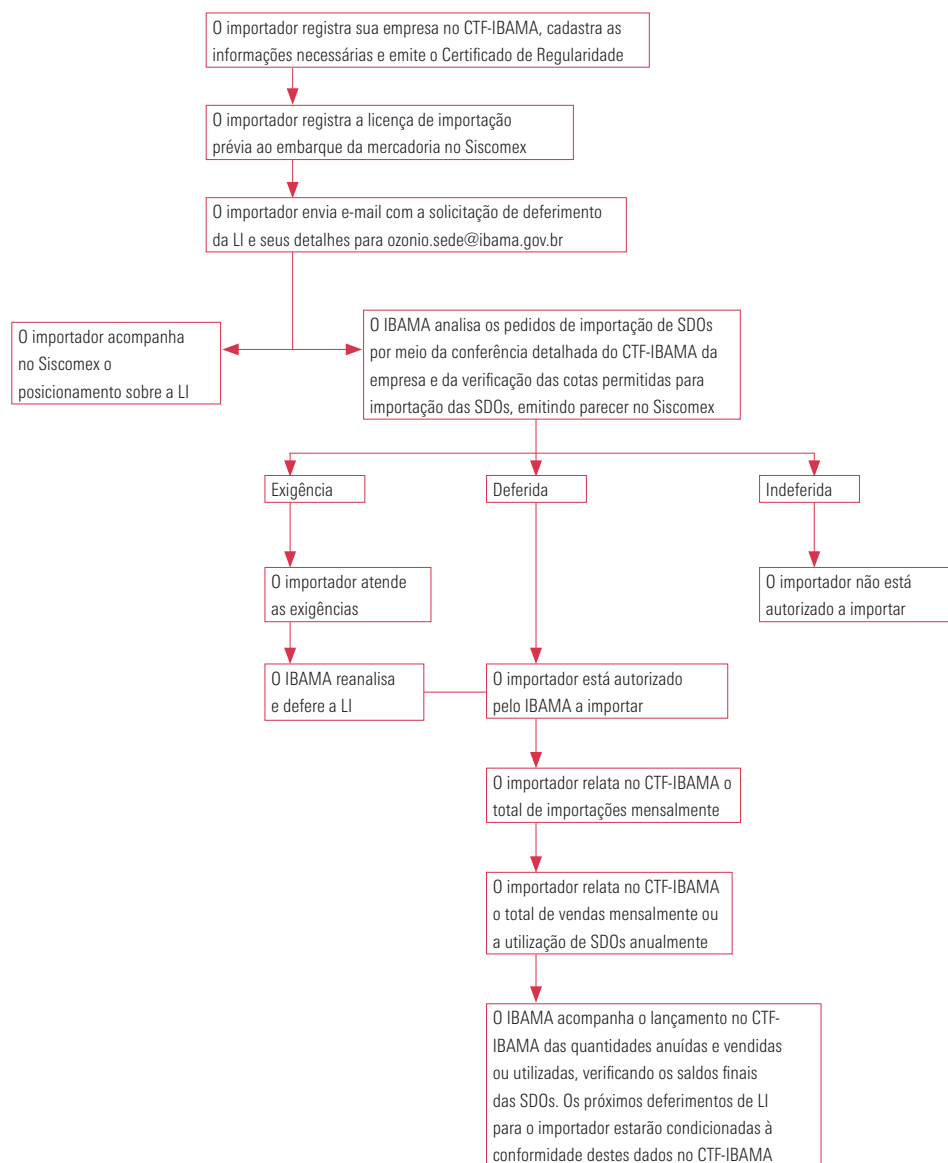 O importador registra sua empresa no CTF-IBAMA, cadastra as
informações necessárias e emite o Certificado de Regularidade
O importador registra a licença de importação
prévia ao embarque da mercadoria no Siscomex
O importador envia e-mail com a solicitação de deferimento
da LI e seus detalhes para ozonio.sede@ibama.gov.br
O importador acompanha
no Siscomex o
posicionamento sobre a LI
O IBAMA analisa os pedidos de importação de SDOs
por meio da conferência detalhada do CTF-IBAMA da
empresa e da verificação das cotas permitidas para
importação das SDOs, emitindo parecer no Siscomex
Exigência
Deferida
Indeferida
O importador atende
as exigências
O importador não está
autorizado a importar
O IBAMA reanalisa
e defere a LI
O importador está autorizado
pelo IBAMA a importar
O importador relata no CTF-IBAMA o
total de importações mensalmente
O importador relata no CTF-IBAMA
o total de vendas mensalmente ou
a utilização de SDOs anualmente
O IBAMA acompanha o lançamento no CTF-
IBAMA das quantidades anuídas e vendidas
ou utilizadas, verificando os saldos finais
das SDOs. Os próximos deferimentos de LI
para o importador estarão condicionadas à
conformidade destes dados no CTF-IBAMA